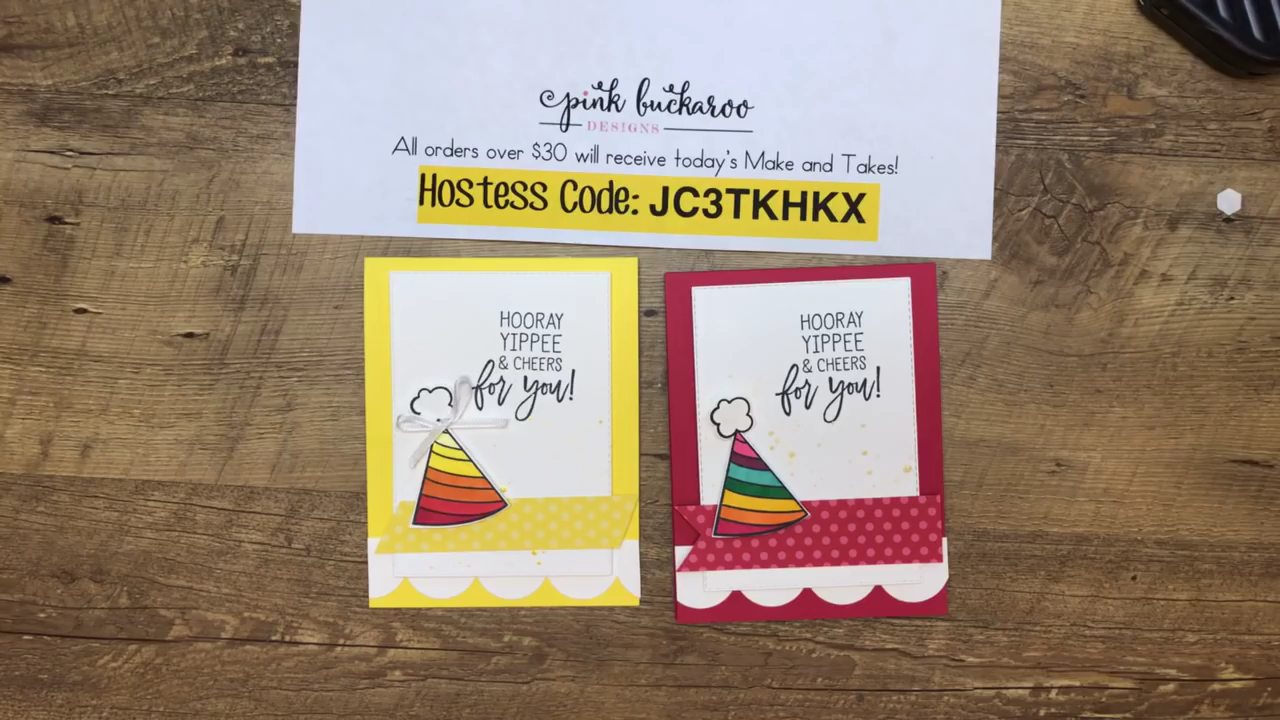 pink buckaroo
DESIGNS
All orders over $30 will receive today's Make and Takes!
Hostess Code: JC3TKHKX
HOORAY
YIPPEE
& CHEERS
for you!
HOORAY
YIPPEE
& CHEERS
for you!